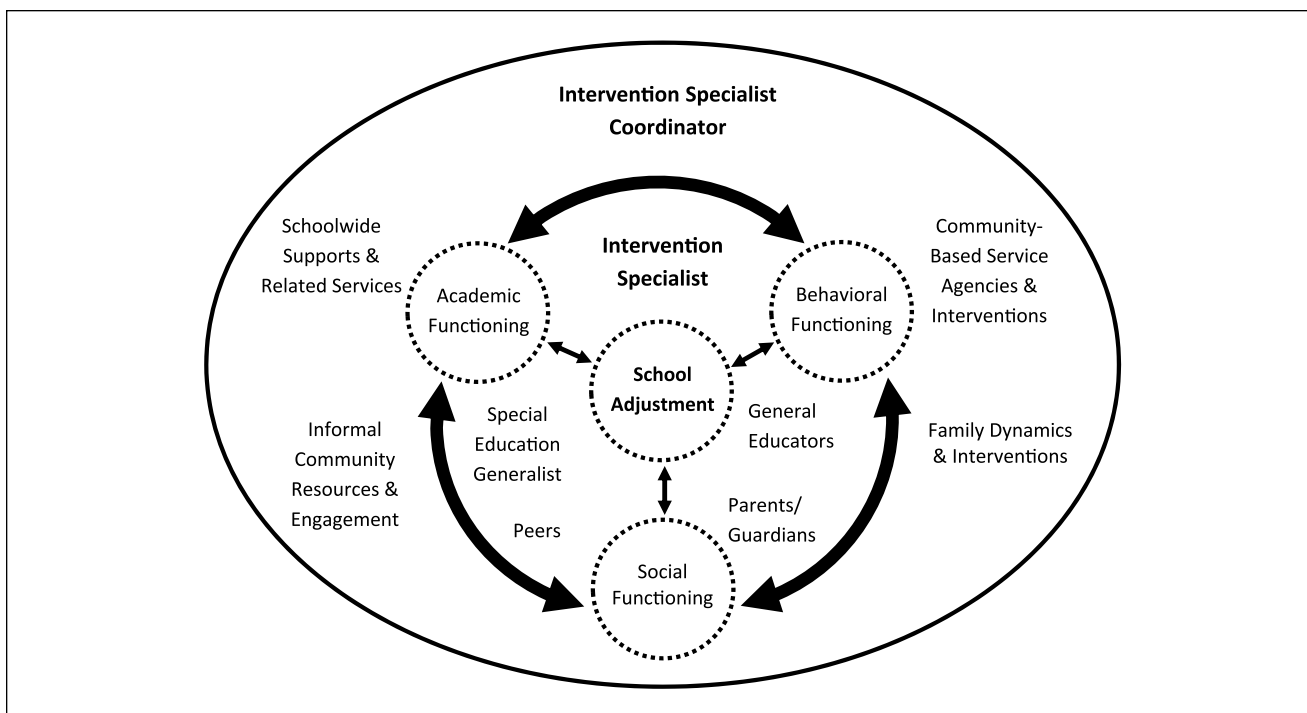 Intervention Specialist
Coordinator
Schoolwide
Supports &
Related Services
Intervention
Specialist
Community-
Based Service
Agencies &
Interventions
Academic
Functioning
Behavioral
Functioning
School
Adjustment
Informal
Community
Resources &
Engagement
Special
Education
Generalist
General
Educators
Family Dynamics
& Interventions
Peers
Parents/
Guardians
Social
Functioning